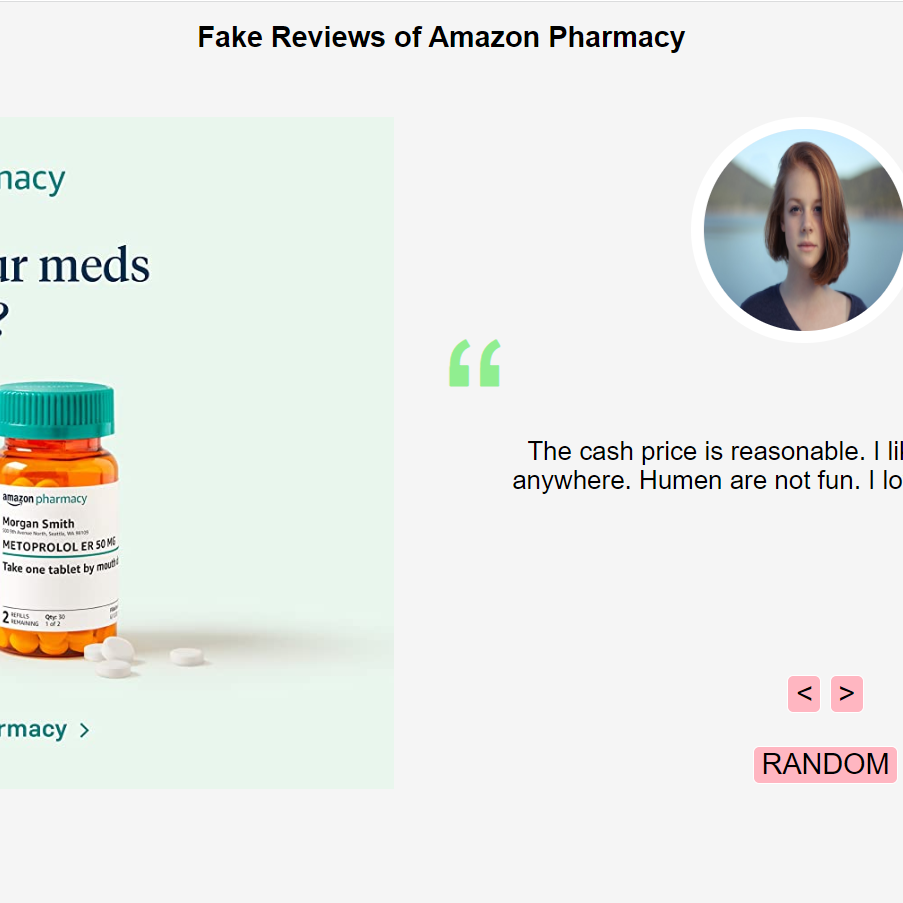 Fake Reviews of Amazon Pharmacy
macy
ur meds
?
amazon pharmacy
Morgan Smith
METOPROLOL ER 50 MG
Take one tablet by mouth
2 REFILLS REMAINING
Qty: 30
1 of 2
rmacy >
“
The cash price is reasonable. I li
anywhere. Humen are not fun. I lo
< >
RANDOM